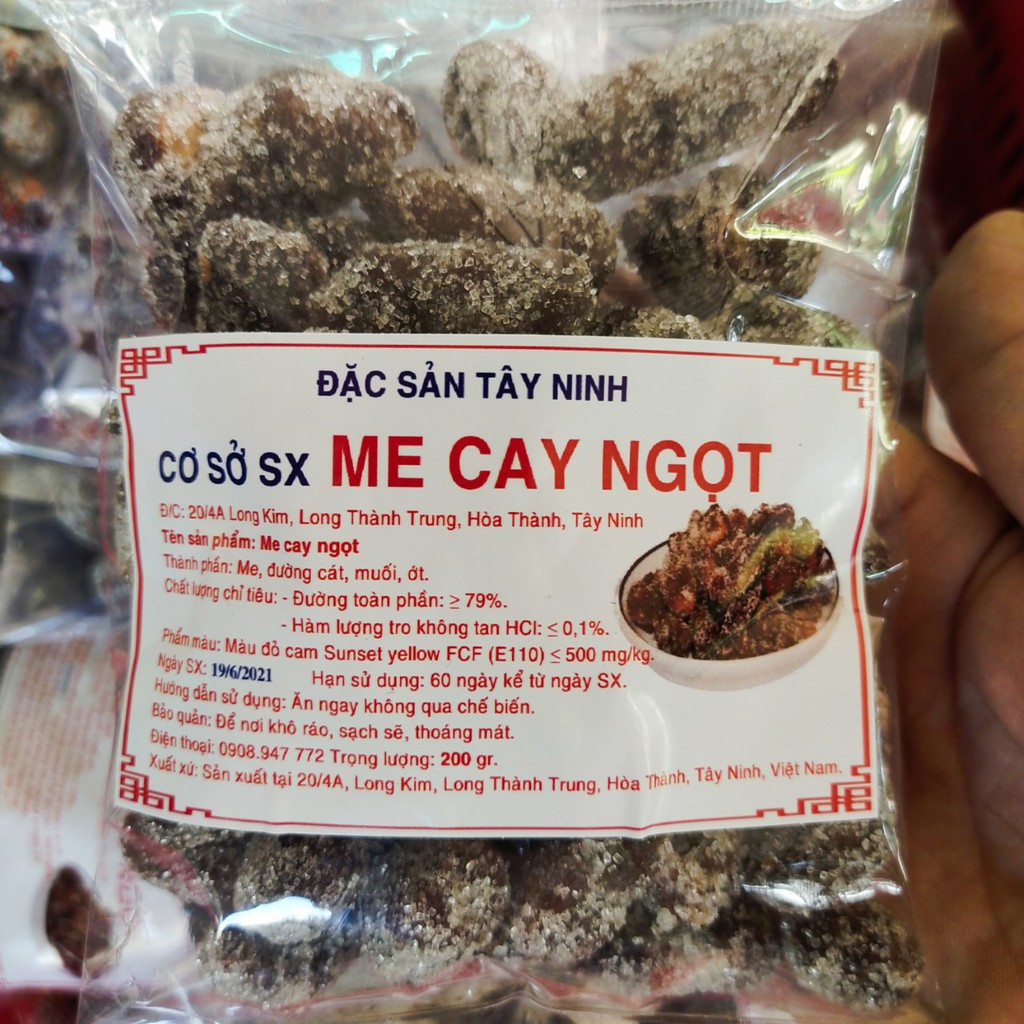 ĐẶC SẢN TÂY NINH
CƠ SỞ SX ME CAY NGỌT
Đ/C: 20/4A Long Kim, Long Thành Trung, Hòa Thành, Tây Ninh
Tên sản phẩm: Me cay ngọt
Thành phần: Me, đường cát, muối, ớt.
Chất lượng chỉ tiêu: - Đường toàn phần: ≥ 79%.
- Hàm lượng tro không tan HCl: ≤ 0,1%.
Phẩm màu: Màu đỏ cam Sunset yellow FCF (E110) ≤ 500 mg/kg.
Ngày SX: 19/6/2021 Hạn sử dụng: 60 ngày kể từ ngày SX.
Hướng dẫn sử dụng: Ăn ngay không qua chế biến.
Bảo quản: Để nơi khô ráo, sạch sẽ, thoáng mát.
Điện thoại: 0908.947 772 Trọng lượng: 200 gr.
Xuất xứ: Sản xuất tại 20/4A, Long Kim, Long Thành Trung, Hòa Thành, Tây Ninh, Việt Nam.